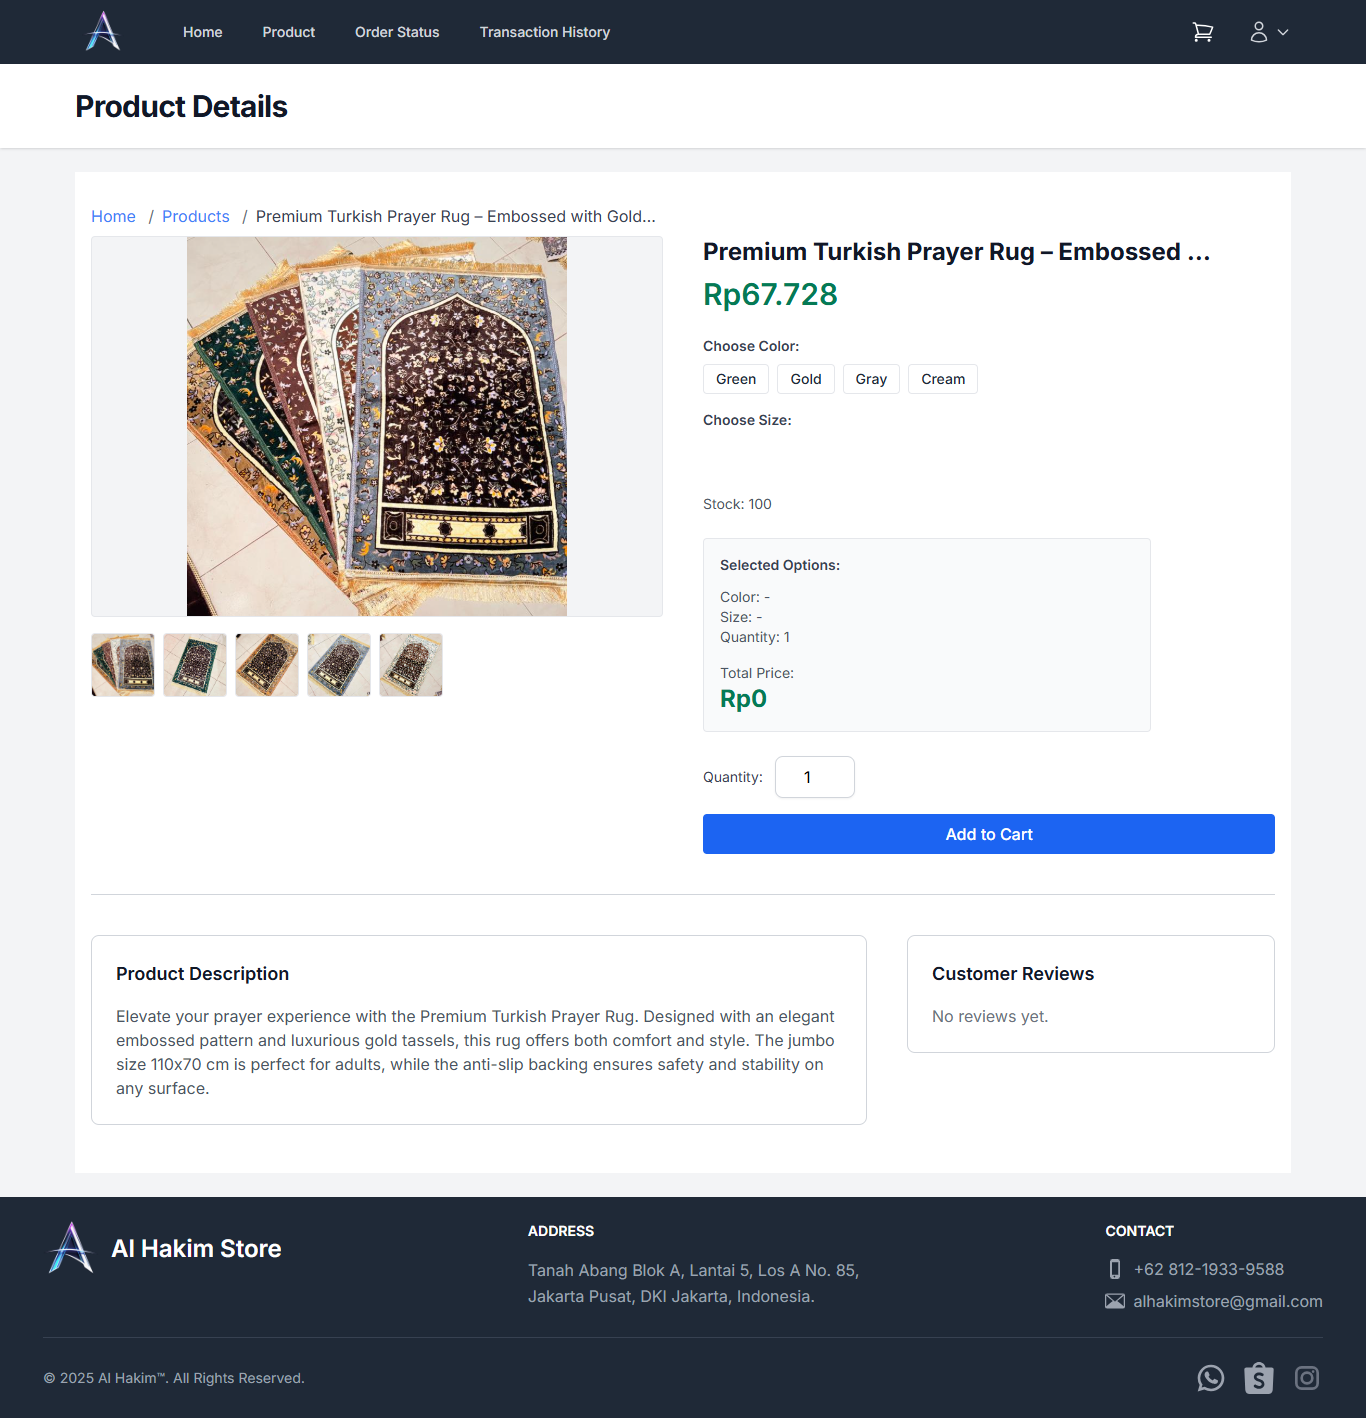 Home
Product
Order Status
Transaction History
Product Details
Home / Products / Premium Turkish Prayer Rug – Embossed with Gold...
Premium Turkish Prayer Rug – Embossed ...
Rp67.728
Choose Color:
Green
Gold
Gray
Cream
Choose Size:
Stock: 100
Selected Options:
Color: -
Size: -
Quantity: 1
Total Price:
Rp0
Quantity: 1
Add to Cart
Product Description
Elevate your prayer experience with the Premium Turkish Prayer Rug. Designed with an elegant
embossed pattern and luxurious gold tassels, this rug offers both comfort and style. The jumbo
size 110x70 cm is perfect for adults, while the anti-slip backing ensures safety and stability on
any surface.
Customer Reviews
No reviews yet.
Al Hakim Store
ADDRESS
Tanah Abang Blok A, Lantai 5, Los A No. 85,
Jakarta Pusat, DKI Jakarta, Indonesia.
CONTACT
+62 812-1933-9588
alhakimstore@gmail.com
© 2025 Al Hakim™. All Rights Reserved.